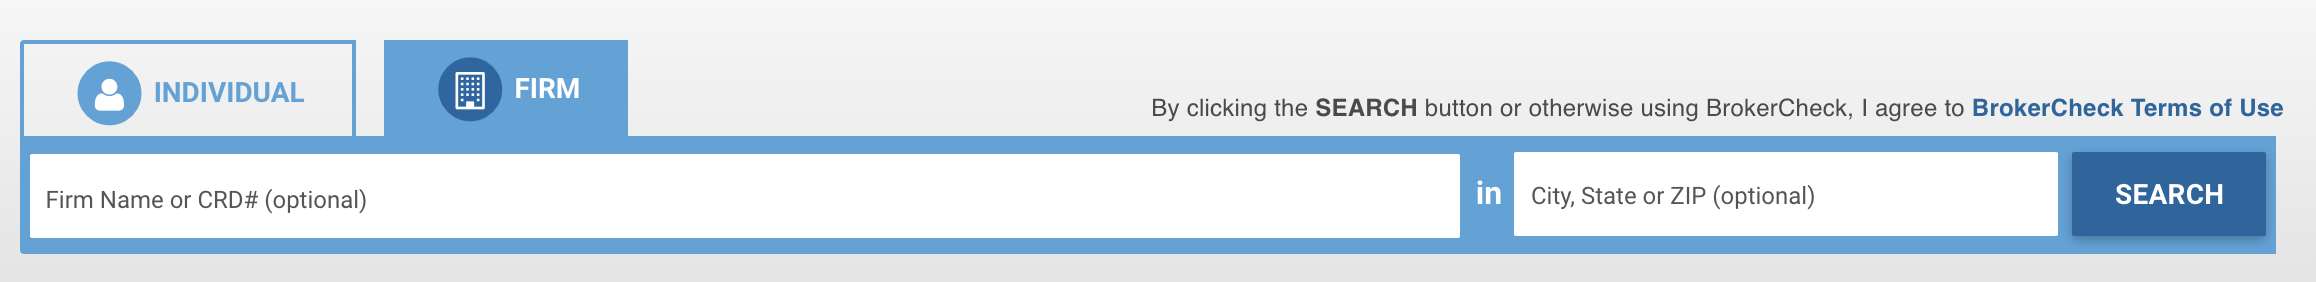 INDIVIDUAL
FIRM
By clicking the SEARCH button or otherwise using BrokerCheck, I agree to BrokerCheck Terms of Use
Firm Name or CRD# (optional)
in
City, State or ZIP (optional)
SEARCH